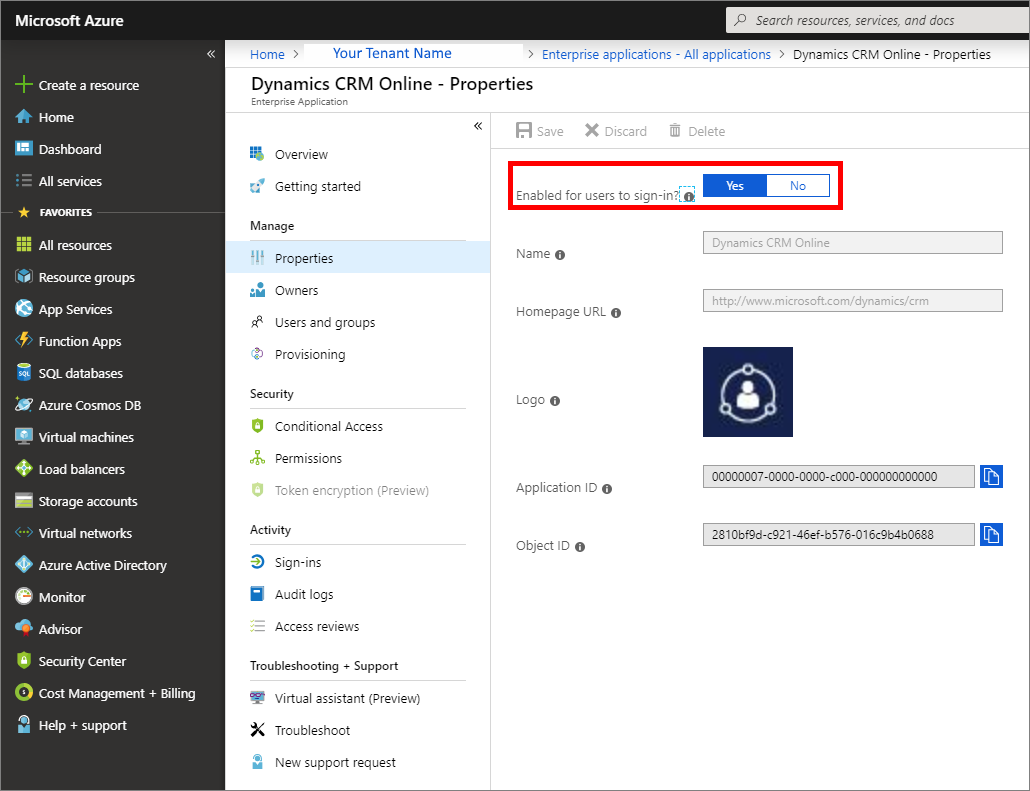 Microsoft Azure
Search resources, services, and docs
«
Create a resource
Home
Dashboard
All services
FAVORITES
All resources
Resource groups
App Services
Function Apps
SQL databases
Azure Cosmos DB
Virtual machines
Load balancers
Storage accounts
Virtual networks
Azure Active Directory
Monitor
Advisor
Security Center
Cost Management + Billing
Help + support
Home > Your Tenant Name > Enterprise applications - All applications > Dynamics CRM Online - Properties
Dynamics CRM Online - Properties
Enterprise Application
«
Overview
Getting started
Manage
Properties
Owners
Users and groups
Provisioning
Security
Conditional Access
Permissions
Token encryption (Preview)
Activity
Sign-ins
Audit logs
Access reviews
Troubleshooting + Support
Virtual assistant (Preview)
Troubleshoot
New support request
Save Discard Delete
Enabled for users to sign-in? Yes No
Name Dynamics CRM Online
Homepage URL http://www.microsoft.com/dynamics/crm
Logo
Application ID 00000007-0000-0000-c000-000000000000
Object ID 2810bf9d-c921-46ef-b576-016c9b4b0688